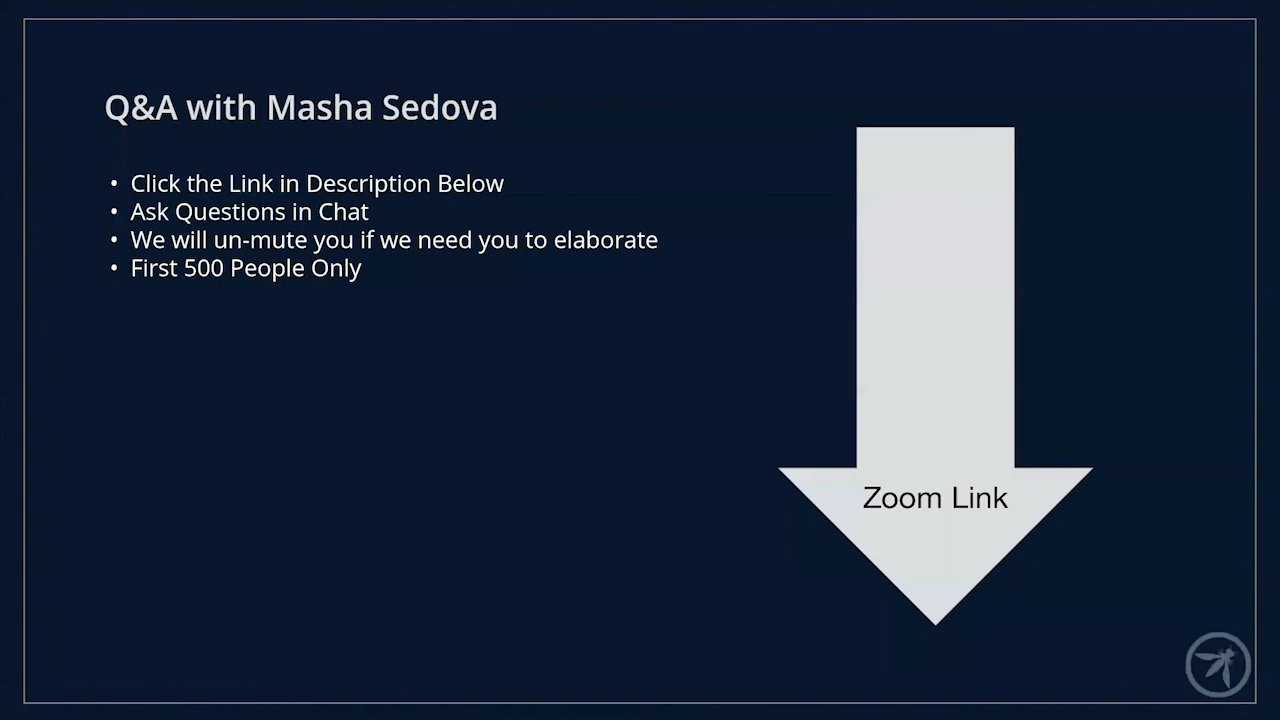 Q&A with Masha Sedova
• Click the Link in Description Below
• Ask Questions in Chat
• We will un-mute you if we need you to elaborate
• First 500 People Only
Zoom Link